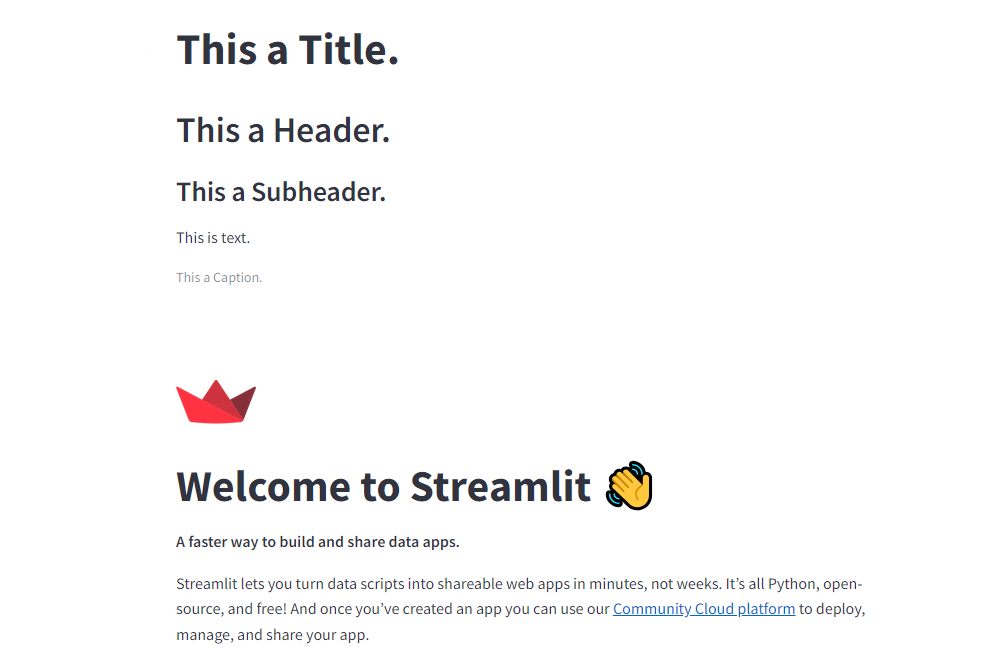 This a Title.
This a Header.
This a Subheader.
This is text.
This a Caption.
Welcome to Streamlit 👋
A faster way to build and share data apps.
Streamlit lets you turn data scripts into shareable web apps in minutes, not weeks. It’s all Python, open-
source, and free! And once you’ve created an app you can use our Community Cloud platform to deploy,
manage, and share your app.